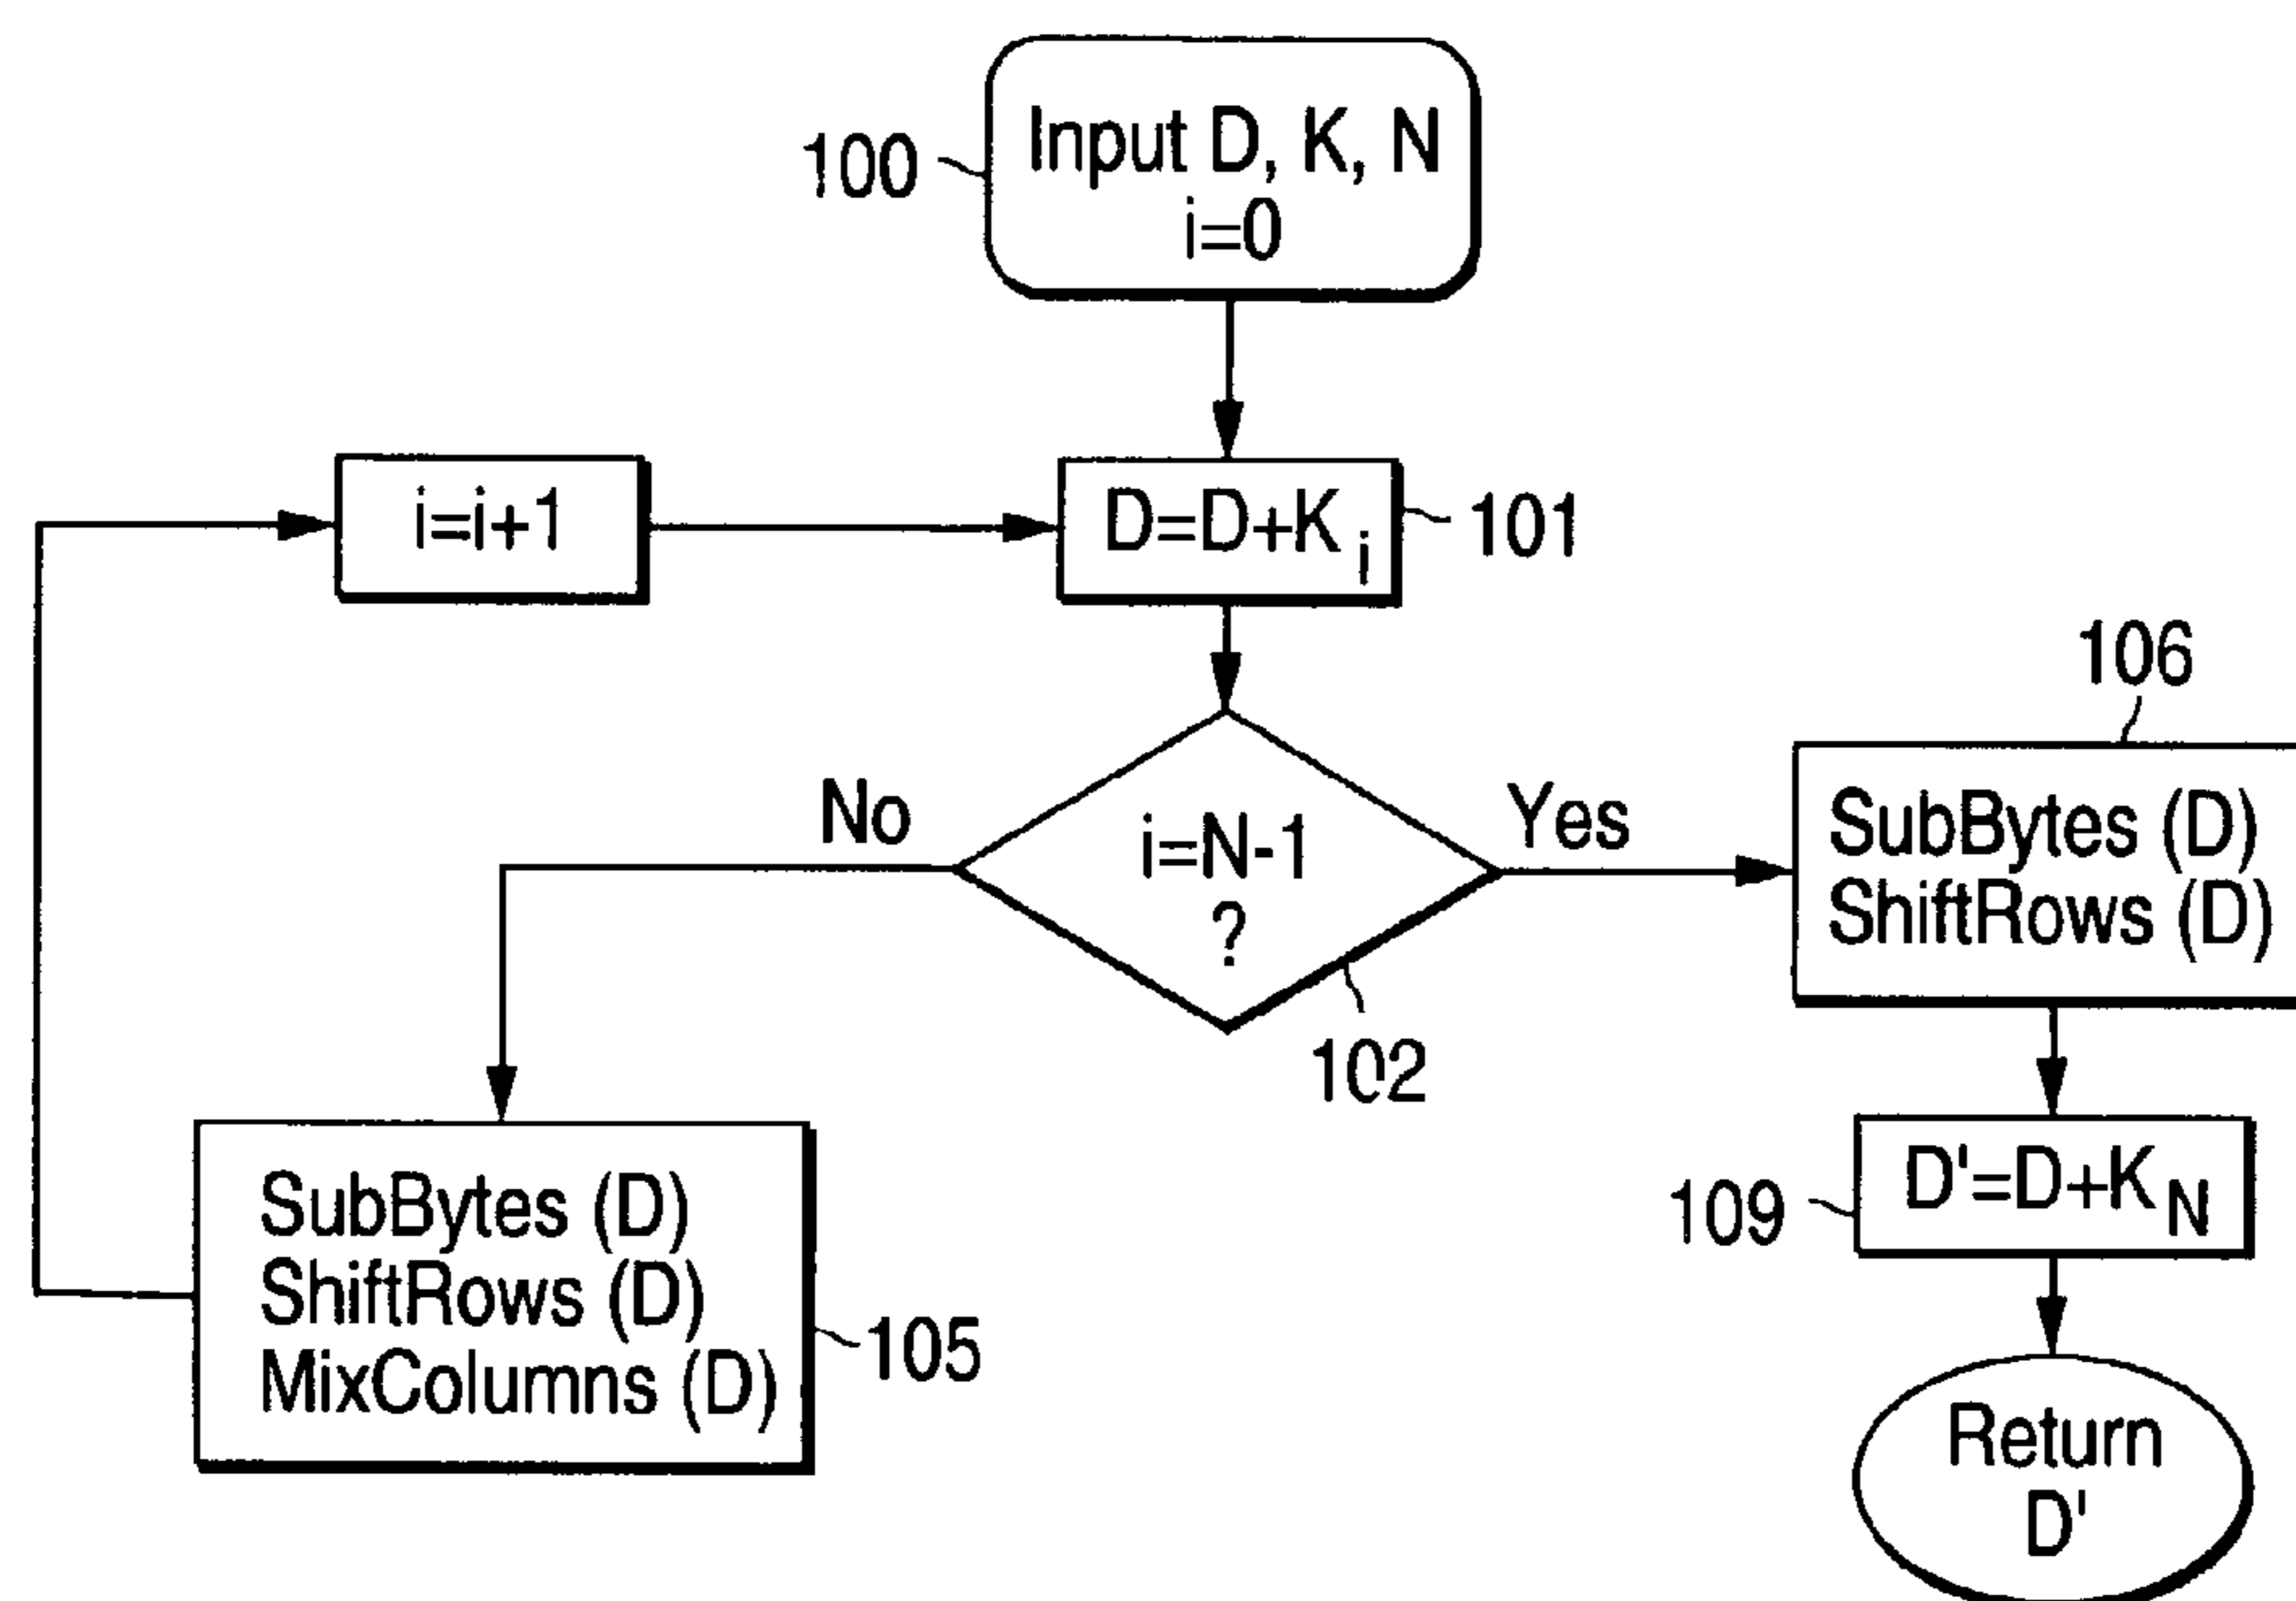 100
Input D, K, N
i=0
i=i+1
D=D+K i
101
106
No
i=N-1
?
Yes
102
SubBytes (D)
ShiftRows (D)
109
D'=D+K N
SubBytes (D)
ShiftRows (D)
MixColumns (D)
105
Return
D'